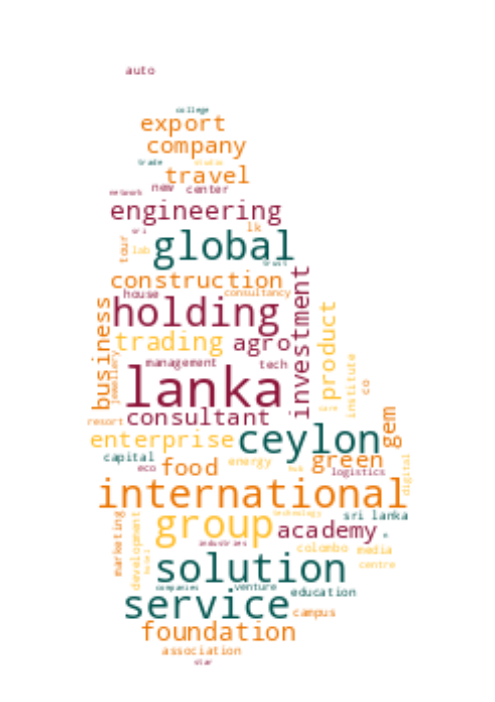 auto
college
export
company
trade studio
travel
network new center
engineering
sri lk
tour lab global
trust
construction
house consultancy
holding
business investment product
trading agro
jewellery management tech institute co
lanka
care
resort consultant gem
enterprise ceylon
capital food energy green
eco hub logistics digital
international
marketing development group technology sri lanka
academy
industries colombo media
hotel solution centre
companies venture education
service campus
foundation
association
star